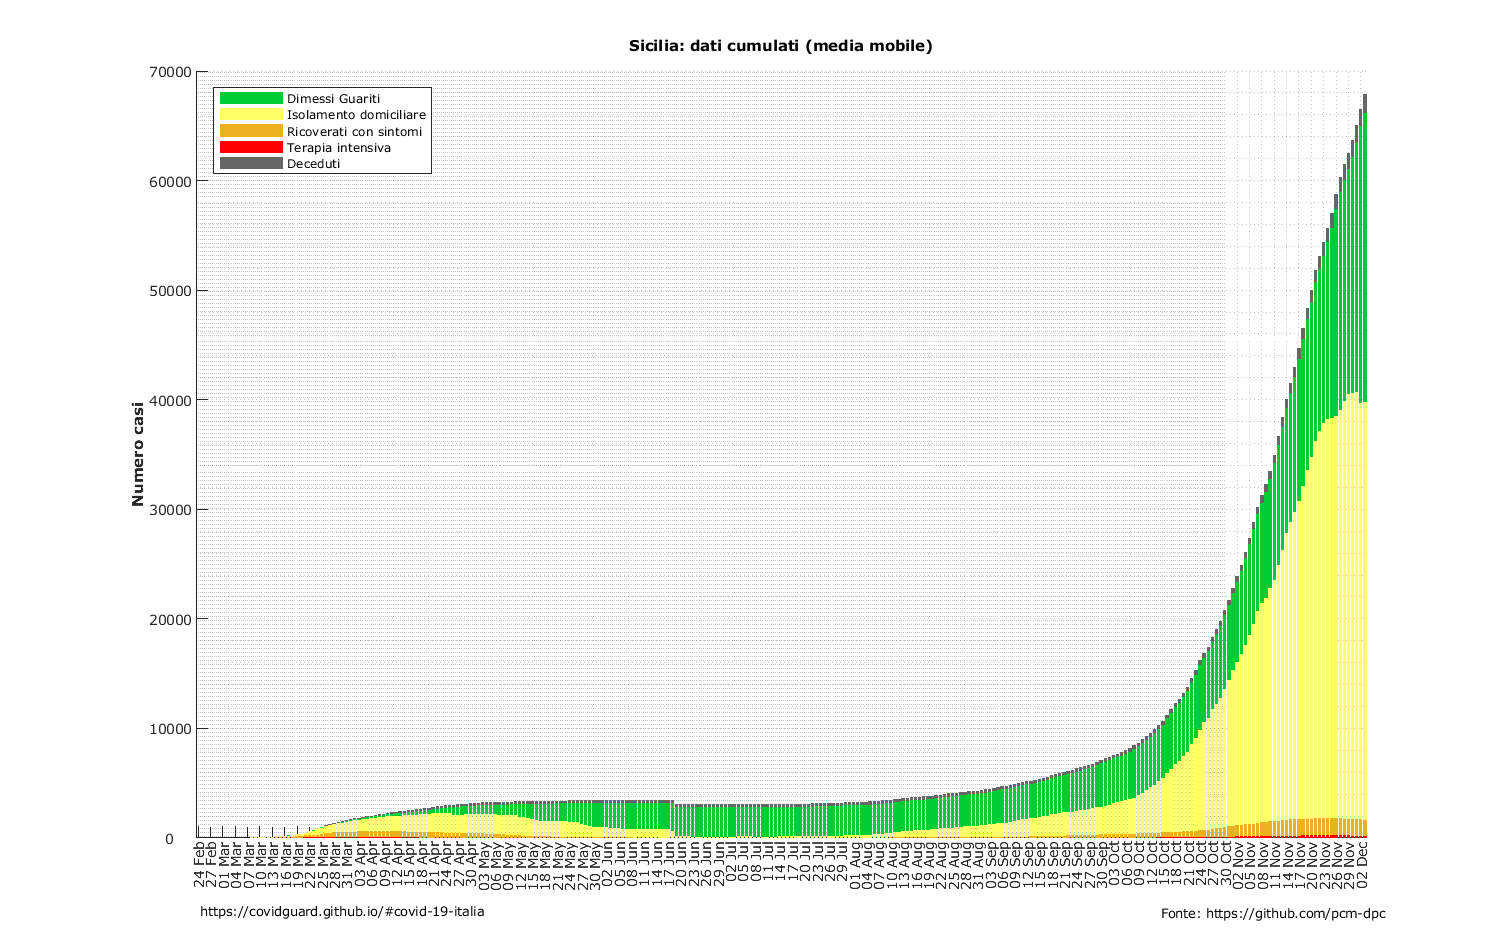 Sicilia: dati cumulati (media mobile)
70000
60000
50000
40000
30000
20000
10000
0
Numero casi
Dimessi Guariti
Isolamento domiciliare
Ricoverati con sintomi
Terapia intensiva
Deceduti
24 Feb
27 Feb
01 Mar
04 Mar
07 Mar
10 Mar
13 Mar
16 Mar
19 Mar
22 Mar
25 Mar
28 Mar
31 Mar
03 Apr
06 Apr
09 Apr
12 Apr
15 Apr
18 Apr
21 Apr
24 Apr
27 Apr
30 Apr
03 May
06 May
09 May
12 May
15 May
18 May
21 May
24 May
27 May
30 May
02 Jun
05 Jun
08 Jun
11 Jun
14 Jun
17 Jun
20 Jun
23 Jun
26 Jun
29 Jun
02 Jul
05 Jul
08 Jul
11 Jul
14 Jul
17 Jul
20 Jul
23 Jul
26 Jul
29 Jul
01 Aug
04 Aug
07 Aug
10 Aug
13 Aug
16 Aug
19 Aug
22 Aug
25 Aug
28 Aug
31 Aug
03 Sep
06 Sep
09 Sep
12 Sep
15 Sep
18 Sep
21 Sep
24 Sep
27 Sep
30 Sep
03 Oct
06 Oct
09 Oct
12 Oct
15 Oct
18 Oct
21 Oct
24 Oct
27 Oct
30 Oct
02 Nov
05 Nov
08 Nov
11 Nov
14 Nov
17 Nov
20 Nov
23 Nov
26 Nov
29 Nov
02 Dec
https://covidguard.github.io/#covid-19-italia
Fonte: https://github.com/pcm-dpc